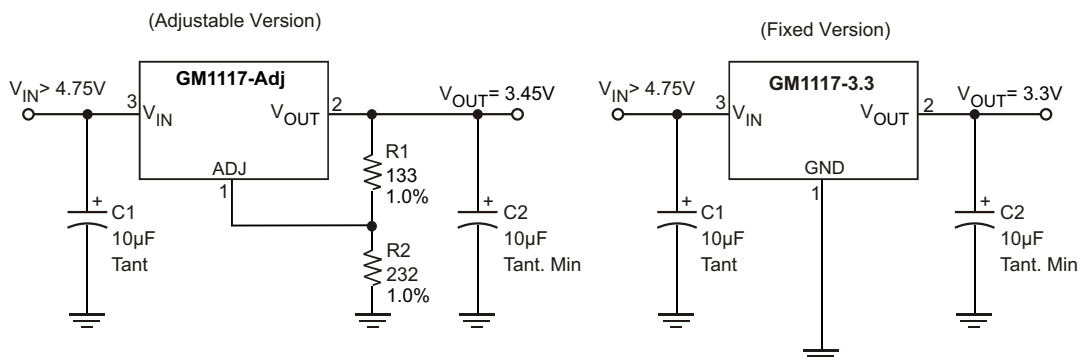 (Adjustable Version)
V_IN> 4.75V
GM1117-Adj
3
V_IN
V_OUT
2
V_OUT= 3.45V
ADJ
1
R1
133
1.0%
R2
232
1.0%
+
C1
10µF
Tant
+
C2
10µF
Tant. Min
(Fixed Version)
V_IN> 4.75V
GM1117-3.3
3
V_IN
V_OUT
2
V_OUT= 3.3V
GND
1
+
C1
10µF
Tant
+
C2
10µF
Tant. Min